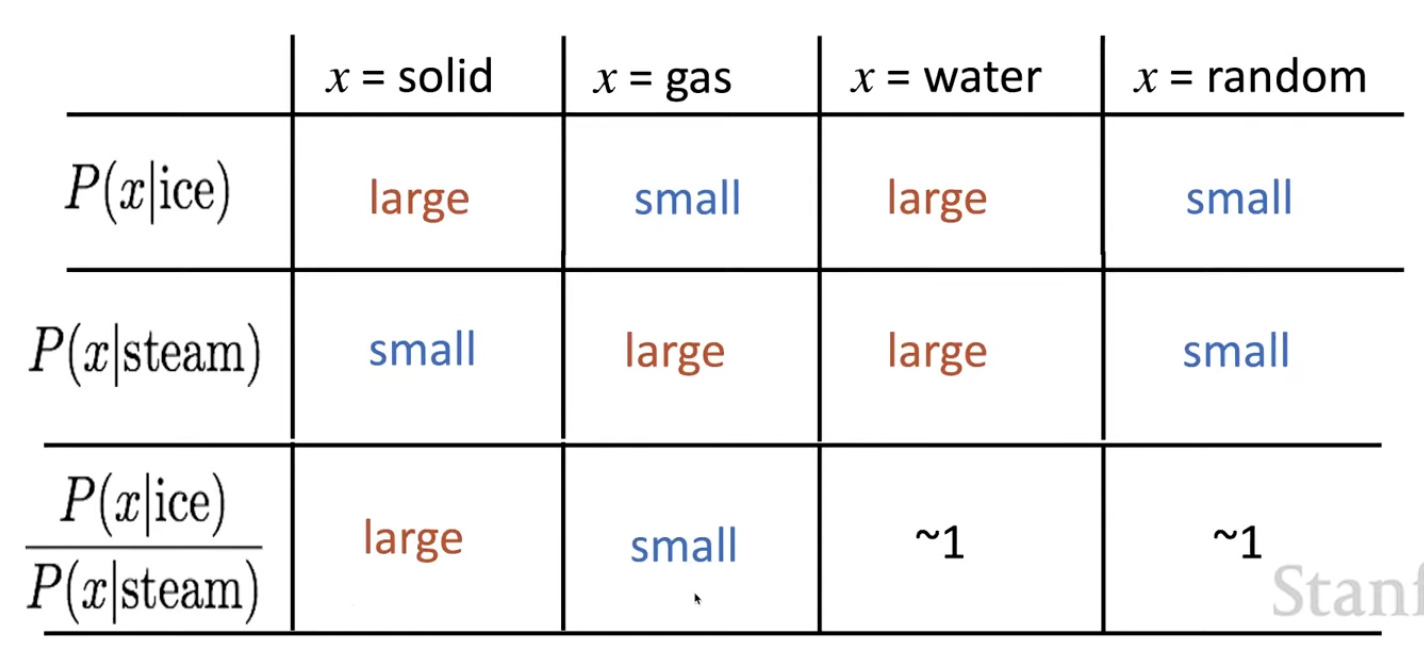 x = solid x = gas x = water x = random
P(x|ice) large small large small
P(x|steam) small large large small
P(x|ice)
large small ~1 ~1
P(x|steam)
Stanf